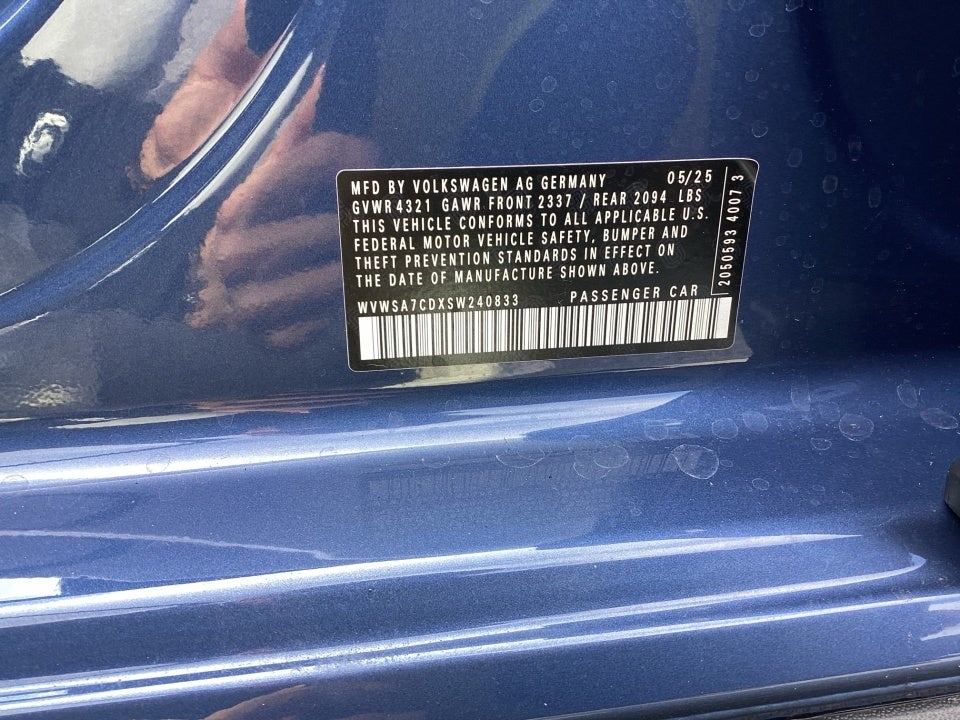 MFD BY VOLKSWAGEN AG GERMANY 05/25
GVWR 4321 GAWR FRONT 2337 / REAR 2094 LBS
THIS VEHICLE CONFORMS TO ALL APPLICABLE U.S.
FEDERAL MOTOR VEHICLE SAFETY, BUMPER AND
THEFT PREVENTION STANDARDS IN EFFECT ON
THE DATE OF MANUFACTURE SHOWN ABOVE.
WVWSA7CDXSW240833 PASSENGER CAR
2050593 4007 3